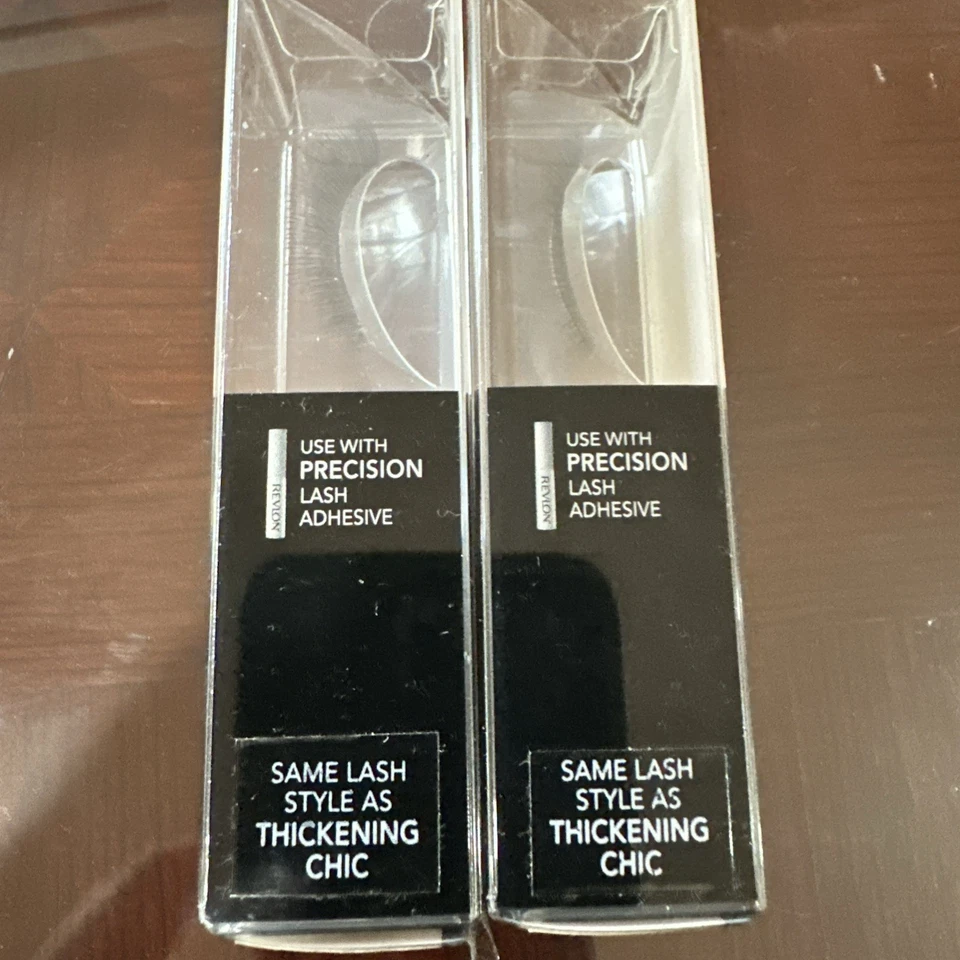 USE WITH
PRECISION
LASH
ADHESIVE
REVLON
SAME LASH
STYLE AS
THICKENING
CHIC
USE WITH
PRECISION
LASH
ADHESIVE
REVLON
SAME LASH
STYLE AS
THICKENING
CHIC